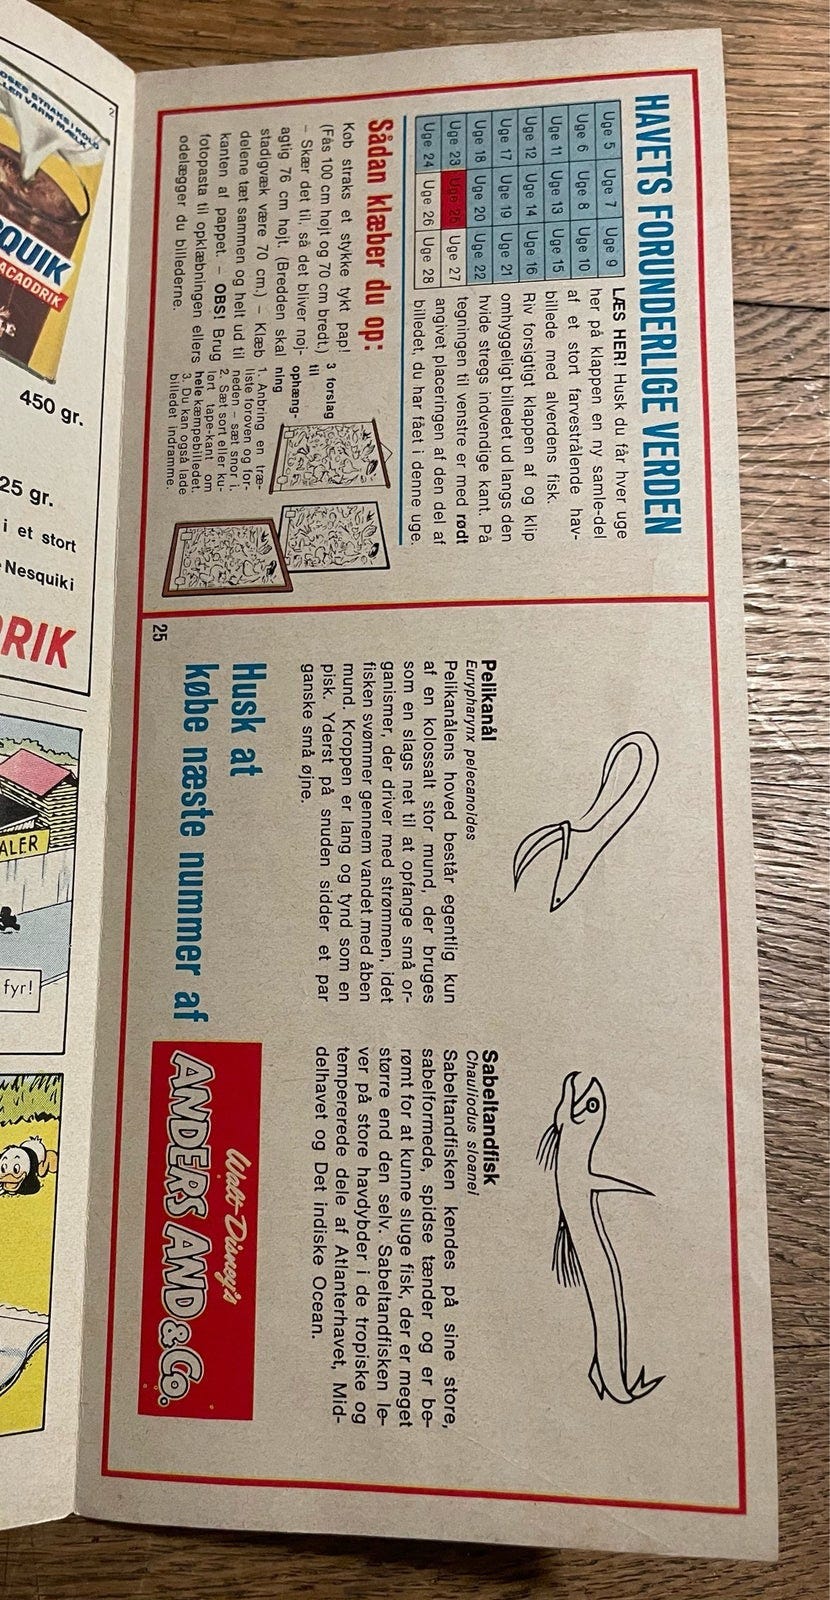 HAVETS FORUNDERLIGE VERDEN
Uge 5 Uge 7 Uge 9
Uge 6 Uge 8 Uge 10
Uge 11 Uge 13 Uge 15
Uge 12 Uge 14 Uge 16
Uge 17 Uge 19 Uge 21
Uge 18 Uge 20 Uge 22
Uge 23 Uge 25 Uge 27
Uge 24 Uge 26 Uge 28
LÆS HER! Husk du får hver uge
her på klappen en ny samle-del
af et stort farvestrålende hav-
billede med alverdens fisk.
Riv forsigtigt klappen af og klip
omhyggeligt billedet ud langs den
hvide stregs indvendige kant. På
tegningen til venstre er med rødt
angivet placeringen af den del af
billedet, du har fået i denne uge.
Sådan klæber du op:
Køb straks et stykke tykt pap!
(Fås 100 cm højt og 70 cm bredt.)
– Skær det til, så det bliver nøj-
agtig 76 cm højt. (Bredden skal
stadigvæk være 70 cm.) – Klæb
delene tæt sammen og helt ud til
kanten af pappet. – OBS! Brug
fotopasta til opklæbningen ellers
ødelægger du billederne.
3 forslag
til
ophæng-
ning
1. Anbring en træ-
liste foroven og for-
neden – sæt snor i.
2. Sæt sort eller ku-
lørt tape-kant om
hele kæmpebilledet.
3. Du kan også lade
billedet indramme.
25
Pelikanål
Eurypharynx pelecanoides
Pelikanålens hoved består egentlig kun
af en kolossalt stor mund, der bruges
som en slags net til at opfange små or-
ganismer, der driver med strømmen, idet
fisken svømmer gennem vandet med åben
mund. Kroppen er lang og tynd som en
pisk. Yderst på snuden sidder et par
ganske små øjne.
Sabeltandfisk
Chauliodus sloanei
Sabeltandfisken kendes på sine store,
sabelformede, spidse tænder og er be-
rømt for at kunne sluge fisk, der er meget
større end den selv. Sabeltandfisken le-
ver på store havdybder i de tropiske og
tempererede dele af Atlanterhavet, Mid-
delhavet og Det indiske Ocean.
Husk at
købe næste nummer af
Walt Disney's
ANDERS AND & Co.
2
VARM MÆLK
QUIK
450 gr.
25 gr.
i et stort
Nesquik i
DRIK
ALER
fyr!